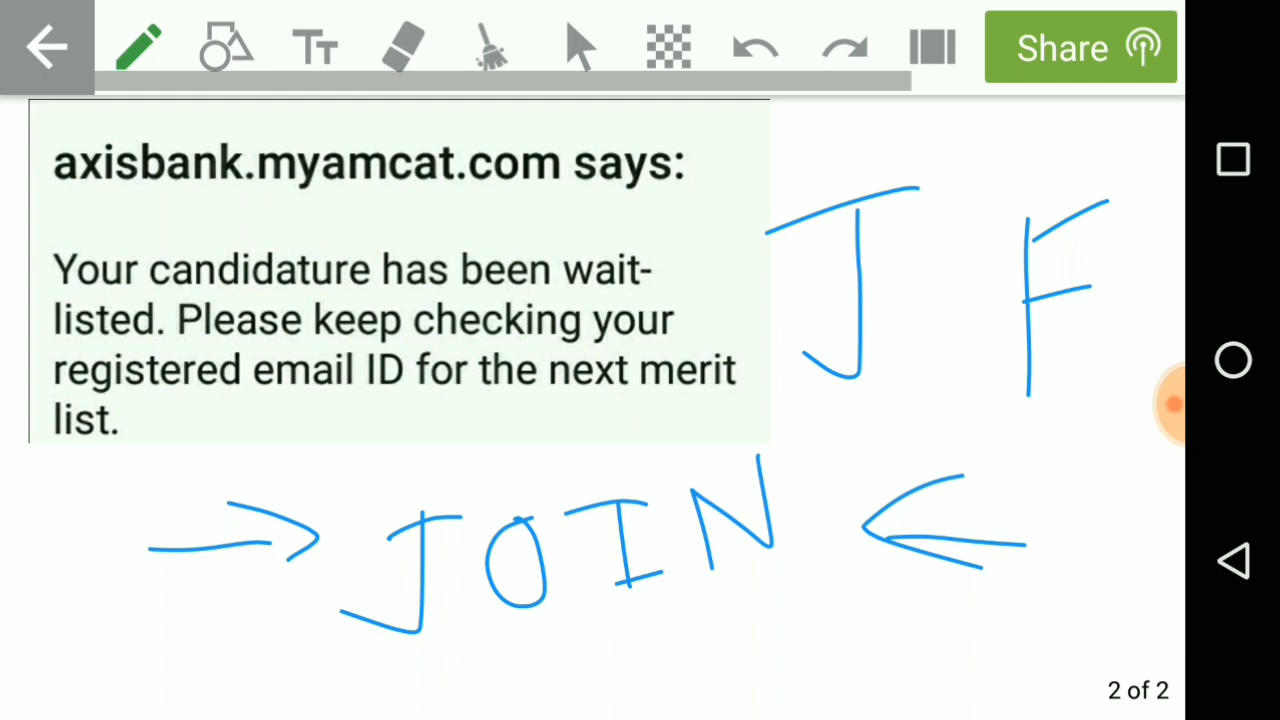 Share
axisbank.myamcat.com says:
Your candidature has been wait-
listed. Please keep checking your
registered email ID for the next merit
list.
J F
JOIN
2 of 2